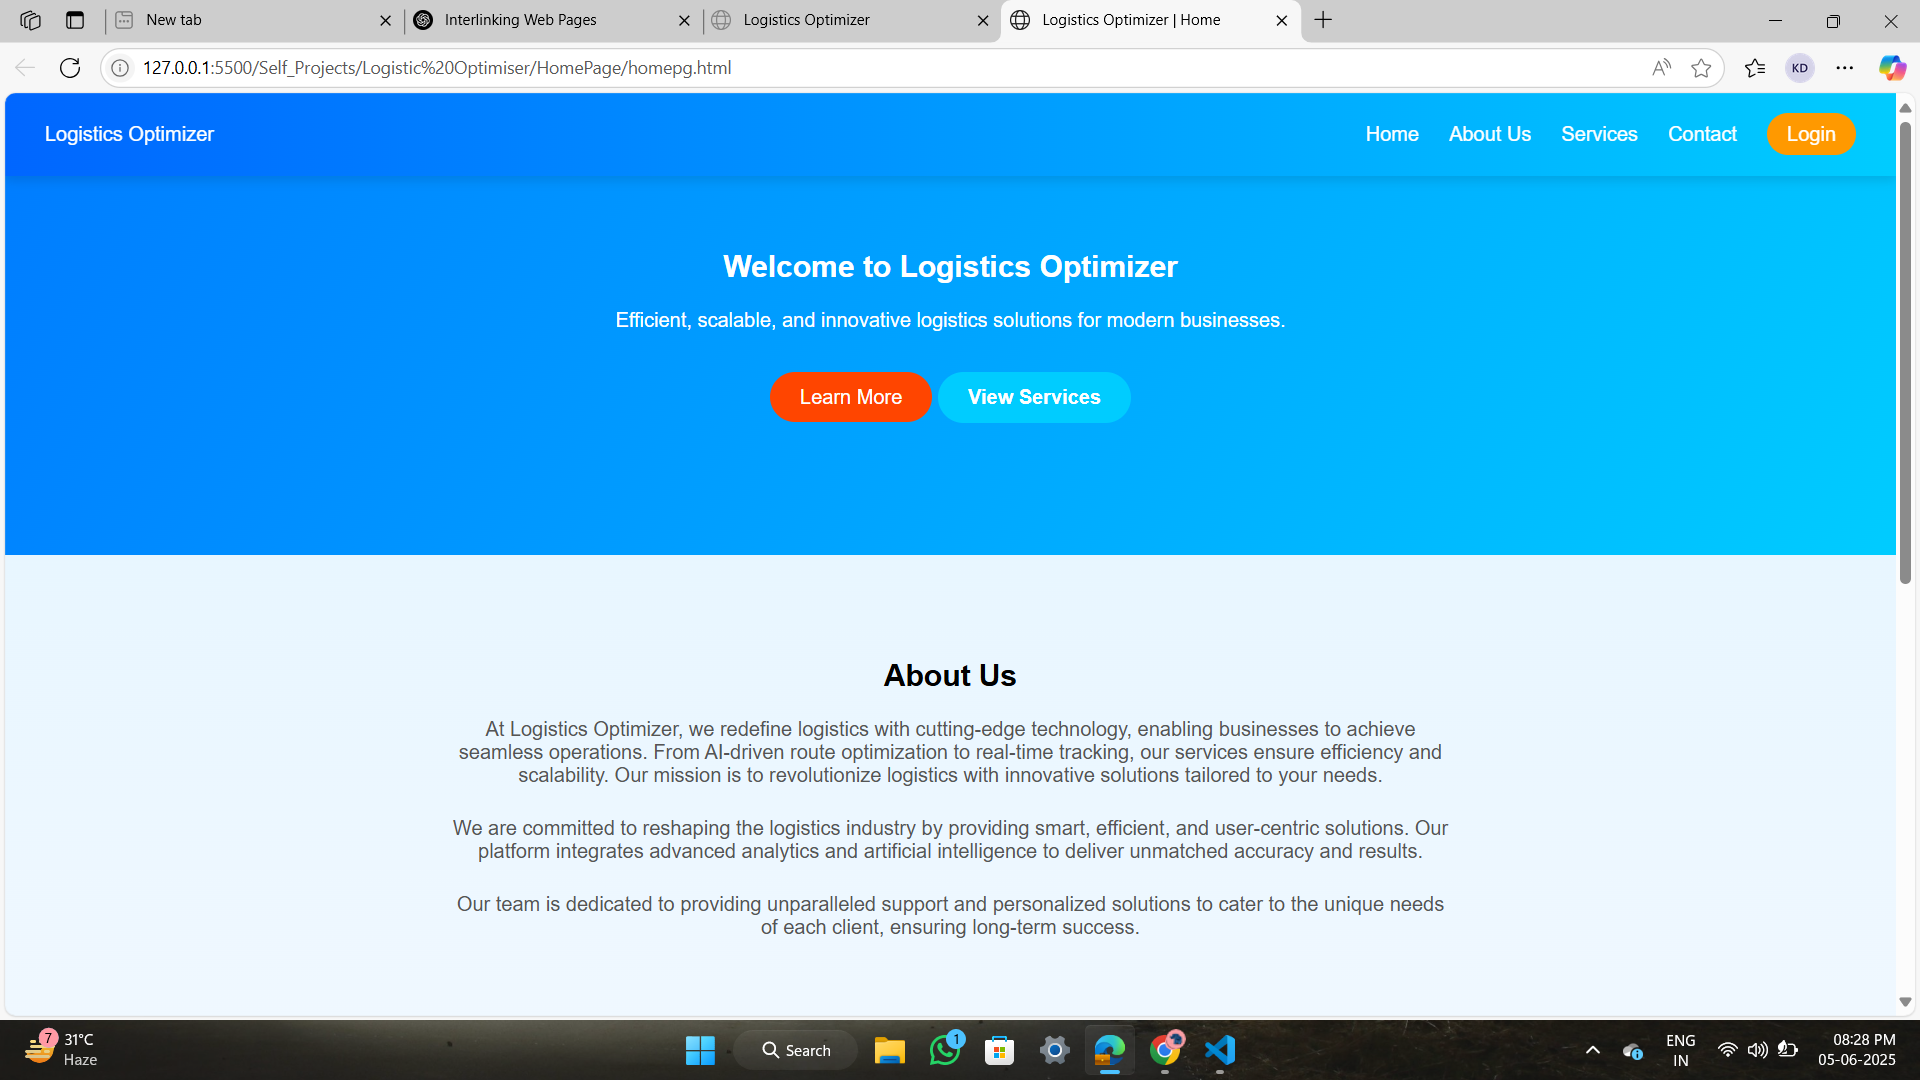 New tab
Interlinking Web Pages
Logistics Optimizer
Logistics Optimizer | Home
127.0.0.1:5500/Self_Projects/Logistic%20Optimiser/HomePage/homepg.html
KD
Logistics Optimizer
Home
About Us
Services
Contact
Login
Welcome to Logistics Optimizer
Efficient, scalable, and innovative logistics solutions for modern businesses.
Learn More
View Services
About Us
At Logistics Optimizer, we redefine logistics with cutting-edge technology, enabling businesses to achieve
seamless operations. From AI-driven route optimization to real-time tracking, our services ensure efficiency and
scalability. Our mission is to revolutionize logistics with innovative solutions tailored to your needs.
We are committed to reshaping the logistics industry by providing smart, efficient, and user-centric solutions. Our
platform integrates advanced analytics and artificial intelligence to deliver unmatched accuracy and results.
Our team is dedicated to providing unparalleled support and personalized solutions to cater to the unique needs
of each client, ensuring long-term success.
7
31°C
Haze
Search
1
ENG
IN
08:28 PM
05-06-2025